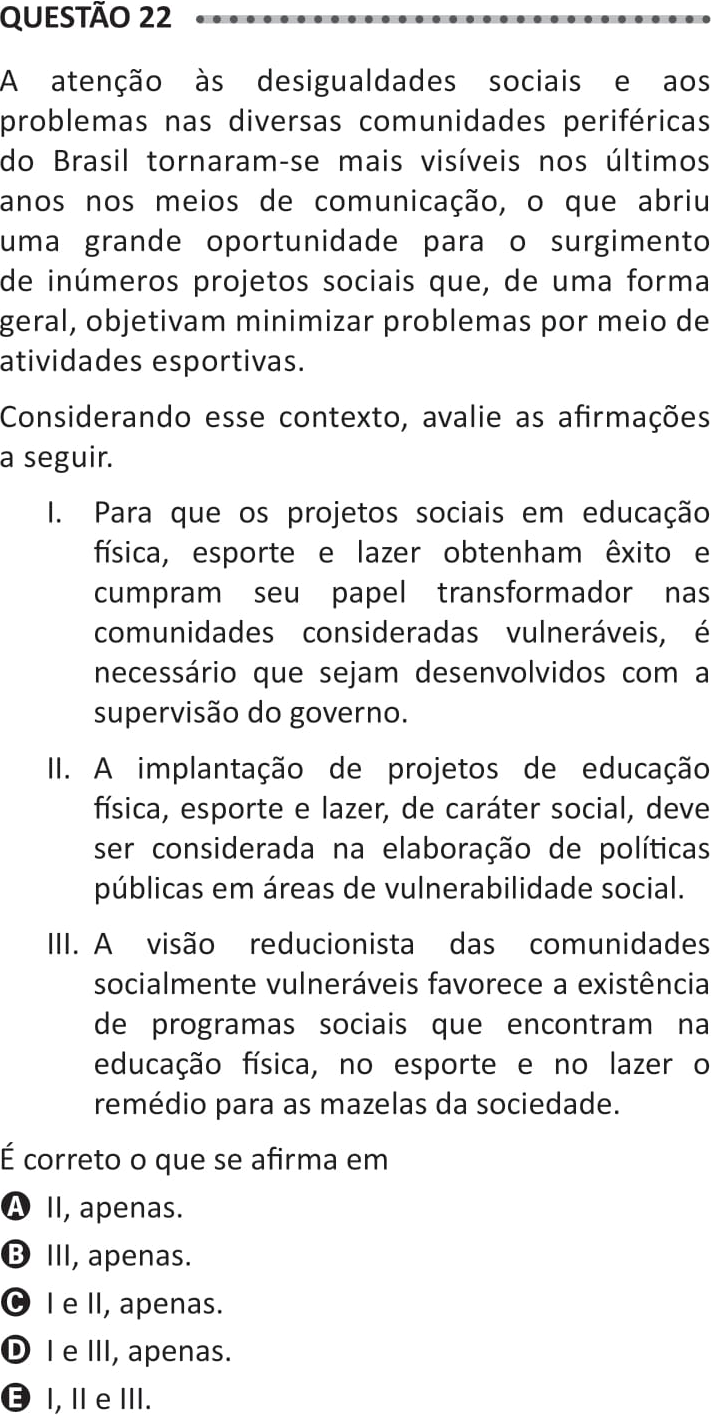 QUESTÃO 22
A atenção às desigualdades sociais e aos
problemas nas diversas comunidades periféricas
do Brasil tornaram-se mais visíveis nos últimos
anos nos meios de comunicação, o que abriu
uma grande oportunidade para o surgimento
de inúmeros projetos sociais que, de uma forma
geral, objetivam minimizar problemas por meio de
atividades esportivas.
Considerando esse contexto, avalie as afirmações
a seguir.
I. Para que os projetos sociais em educação
física, esporte e lazer obtenham êxito e
cumpram seu papel transformador nas
comunidades consideradas vulneráveis, é
necessário que sejam desenvolvidos com a
supervisão do governo.
II. A implantação de projetos de educação
física, esporte e lazer, de caráter social, deve
ser considerada na elaboração de políticas
públicas em áreas de vulnerabilidade social.
III. A visão reducionista das comunidades
socialmente vulneráveis favorece a existência
de programas sociais que encontram na
educação física, no esporte e no lazer o
remédio para as mazelas da sociedade.
É correto o que se afirma em
A II, apenas.
B III, apenas.
C I e II, apenas.
D I e III, apenas.
E I, II e III.